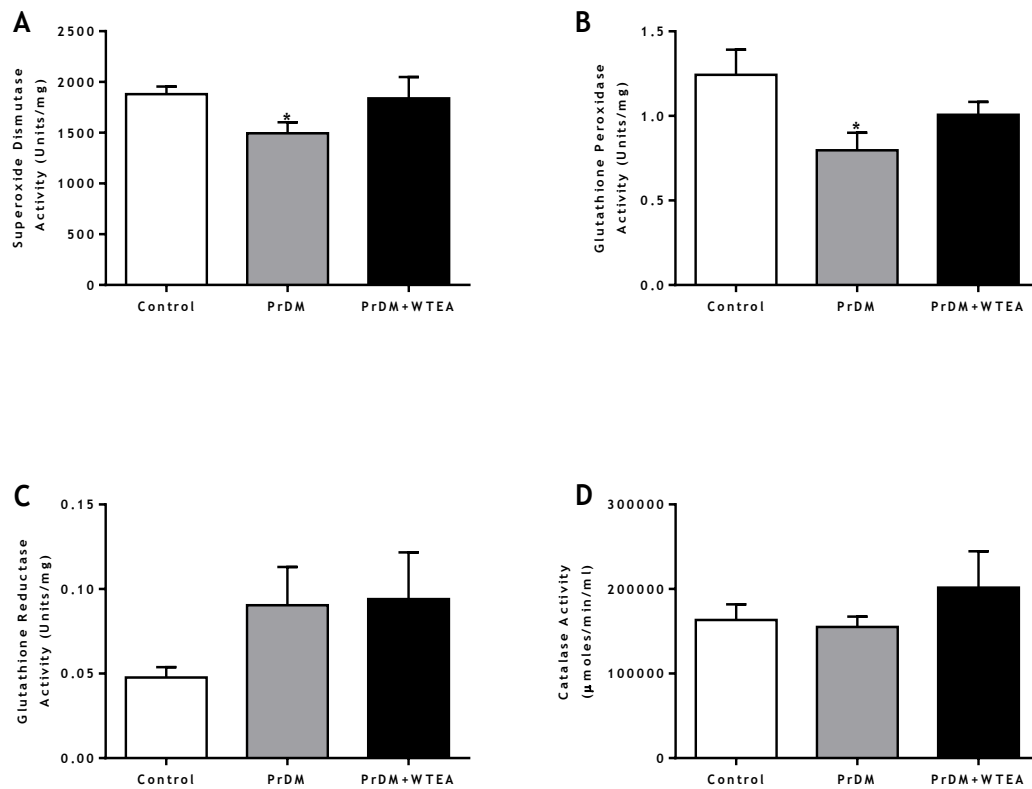 A
Superoxide Dismutase
Activity (Units/mg)
2500
2000
1500
1000
500
0
*
Control PrDM PrDM+WTEA
B
Glutathione Peroxidase
Activity (Units/mg)
1.5
1.0
0.5
0.0
*
Control PrDM PrDM+WTEA
C
Glutathione Reductase
Activity (Units/mg)
0.15
0.10
0.05
0.00
Control PrDM PrDM+WTEA
D
Catalase Activity
(µmoles/min/ml)
300000
200000
100000
0
Control PrDM PrDM+WTEA